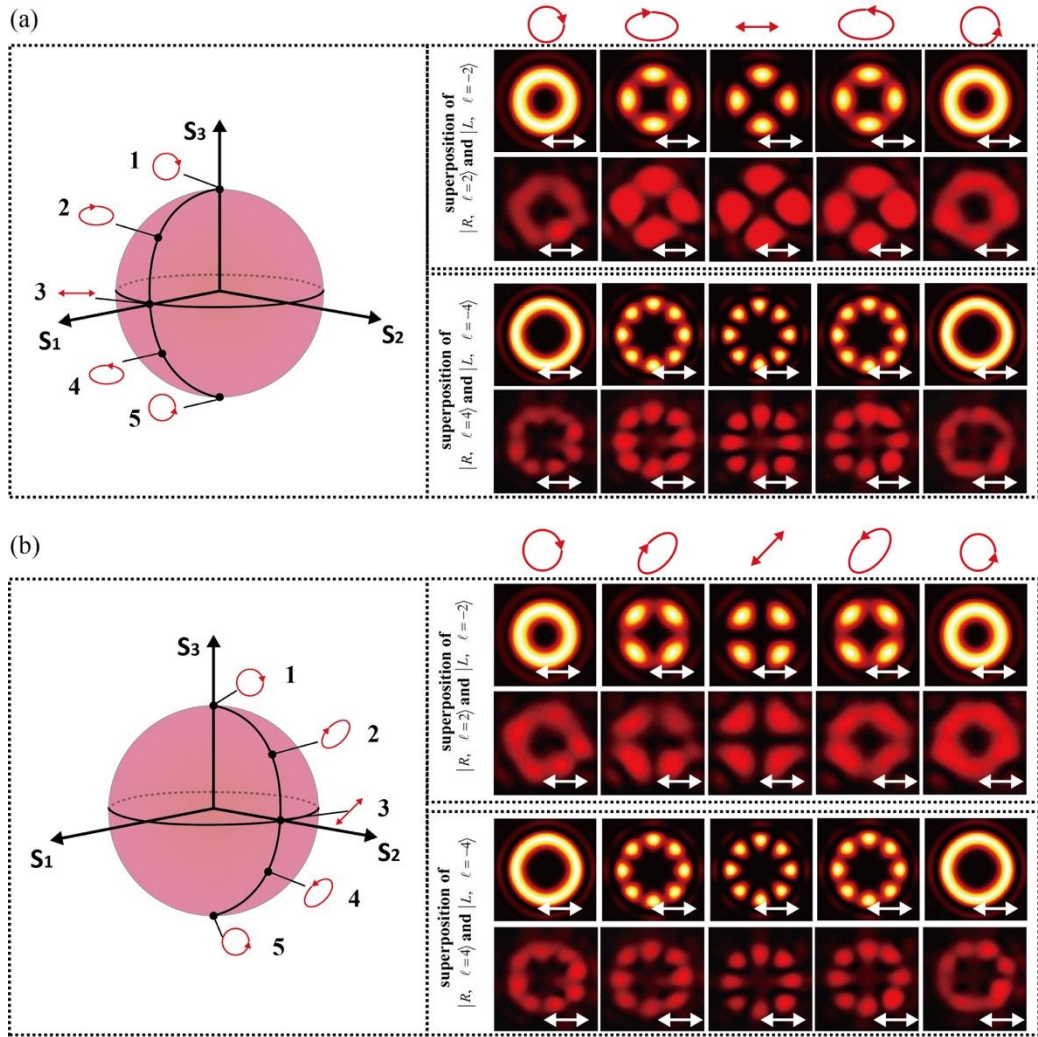 (a)
S₃
1
2
3
S₁
S₂
4
5
superposition of
|R, ℓ=2⟩ and |L, ℓ=-2⟩
superposition of
|R, ℓ=4⟩ and |L, ℓ=-4⟩
(b)
S₃
1
2
3
S₁
S₂
4
5
superposition of
|R, ℓ=2⟩ and |L, ℓ=-2⟩
superposition of
|R, ℓ=4⟩ and |L, ℓ=-4⟩